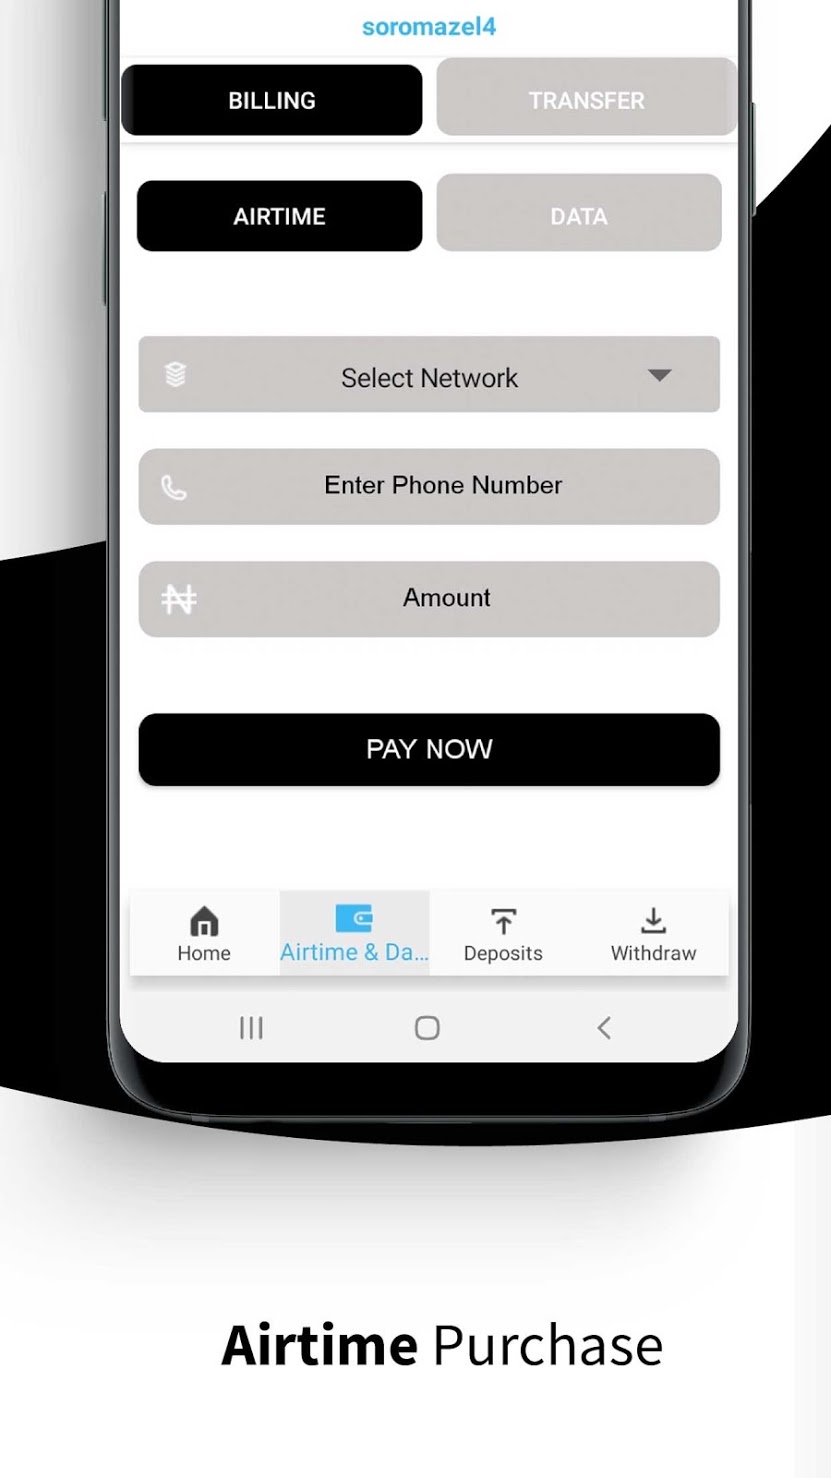 soromazel4
BILLING TRANSFER
AIRTIME DATA
Select Network
Enter Phone Number
₦ Amount
PAY NOW
Home Airtime & Da... Deposits Withdraw
Airtime Purchase